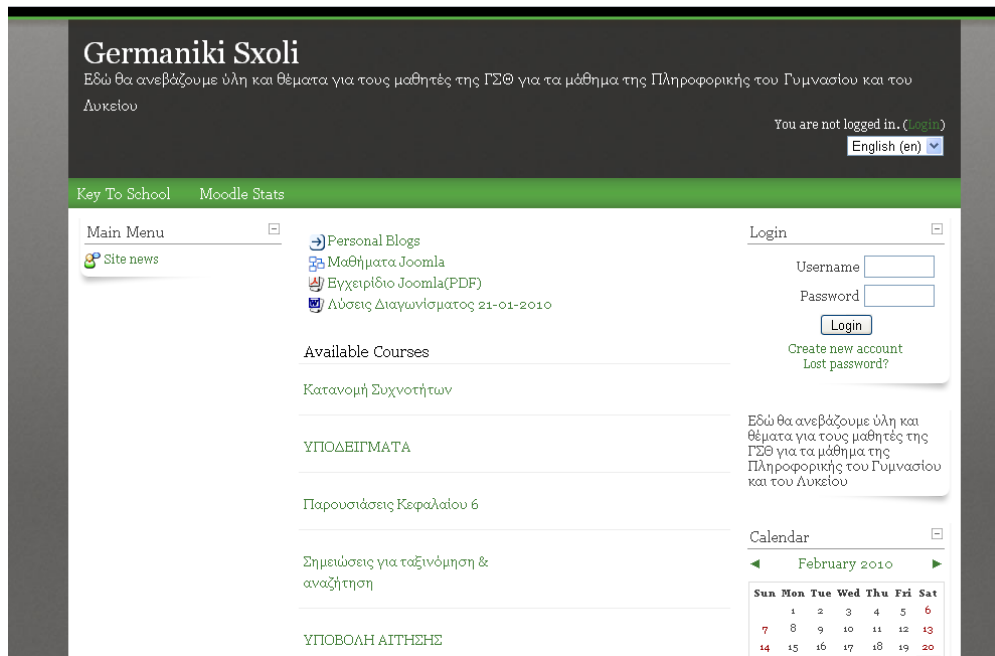 Germaniki Sxoli
Εδώ θα ανεβάζουμε ύλη και θέματα για τους μαθητές της ΓΣΘ για τα μάθημα της Πληροφορικής του Γυμνασίου και του
Λυκείου
You are not logged in. (Login)
English (en)
Key To School Moodle Stats
Main Menu
Site news
Personal Blogs
Μαθήματα Joomla
Εγχειρίδιο Joomla(PDF)
Λύσεις Διαγωνίσματος 21-01-2010
Available Courses
Κατανομή Συχνοτήτων
ΥΠΟΔΕΙΓΜΑΤΑ
Παρουσιάσεις Κεφαλαίου 6
Σημειώσεις για ταξινόμηση &
αναζήτηση
ΥΠΟΒΟΛΗ ΑΙΤΗΣΗΣ
Login
Username
Password
Login
Create new account
Lost password?
Εδώ θα ανεβάζουμε ύλη και
θέματα για τους μαθητές της
ΓΣΘ για τα μάθημα της
Πληροφορικής του Γυμνασίου
και του Λυκείου
Calendar
◄ February 2010 ►
Sun Mon Tue Wed Thu Fri Sat
1 2 3 4 5 6
7 8 9 10 11 12 13
14 15 16 17 18 19 20